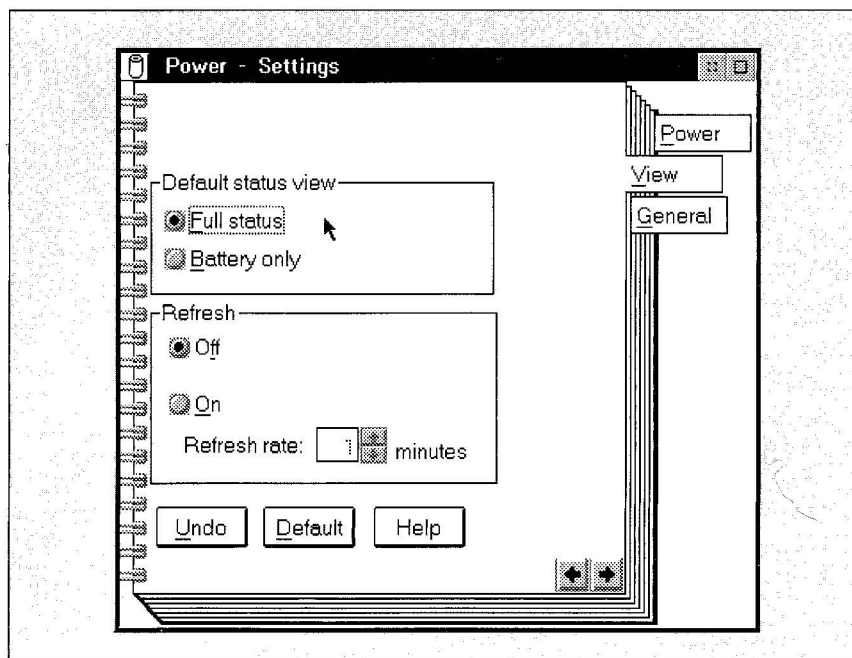 Power - Settings
Power
View
General
Default status view
Full status
Battery only
Refresh
Off
On
Refresh rate: 1 minutes
Undo
Default
Help